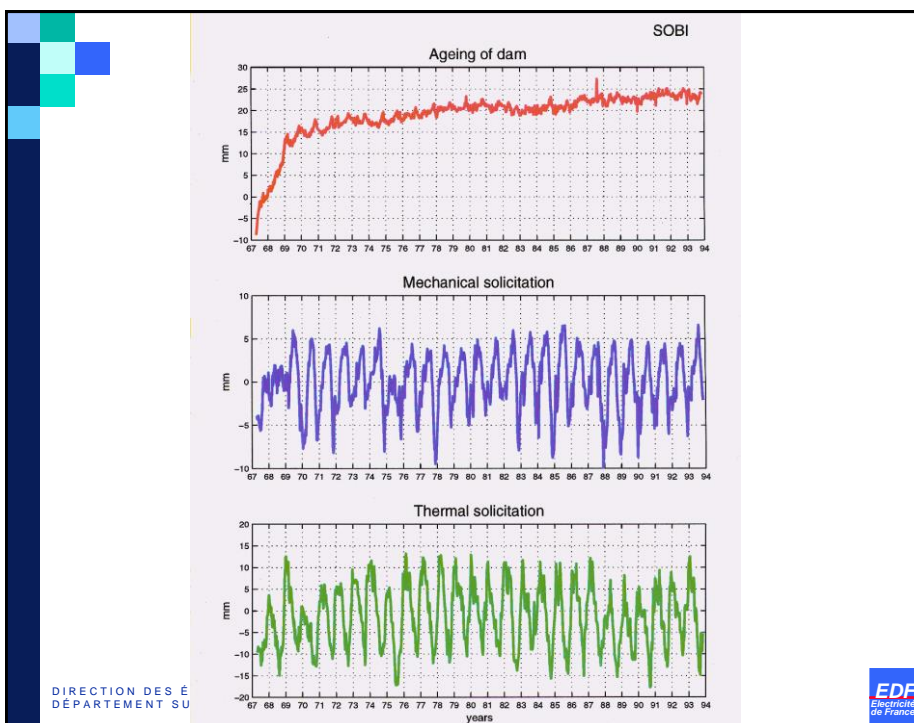 SOBI
Ageing of dam
30
25
20
15
10
5
0
−5
−10
mm
67 68 69 70 71 72 73 74 75 76 77 78 79 80 81 82 83 84 85 86 87 88 89 90 91 92 93 94
Mechanical solicitation
10
5
0
−5
−10
mm
67 68 69 70 71 72 73 74 75 76 77 78 79 80 81 82 83 84 85 86 87 88 89 90 91 92 93 94
Thermal solicitation
20
15
10
5
0
−5
−10
−15
−20
mm
67 68 69 70 71 72 73 74 75 76 77 78 79 80 81 82 83 84 85 86 87 88 89 90 91 92 93 94
years
DIRECTION DES É
DÉPARTEMENT SU
EDF
Electricité
de France